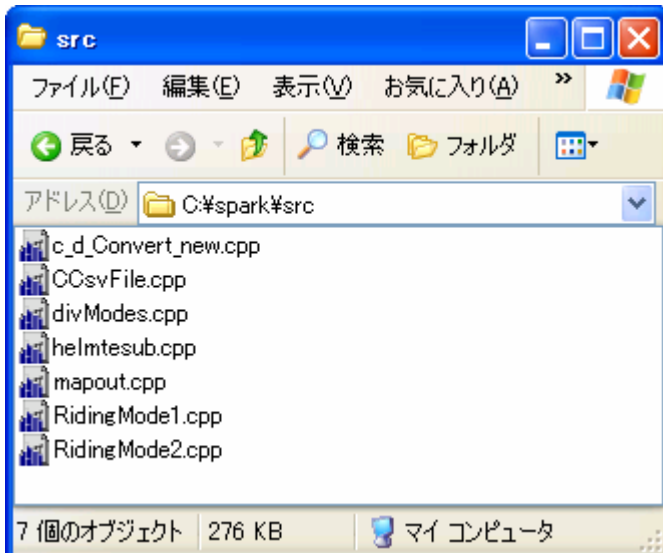 src
ファイル(F) 編集(E) 表示(V) お気に入り(A) »
戻る 検索 フォルダ
アドレス(D) C:¥spark¥src
c_d_Convert_new.cpp
CCsvFile.cpp
divModes.cpp
helmtesub.cpp
mapout.cpp
RidingMode1.cpp
RidingMode2.cpp
7 個のオブジェクト 276 KB マイ コンピュータ